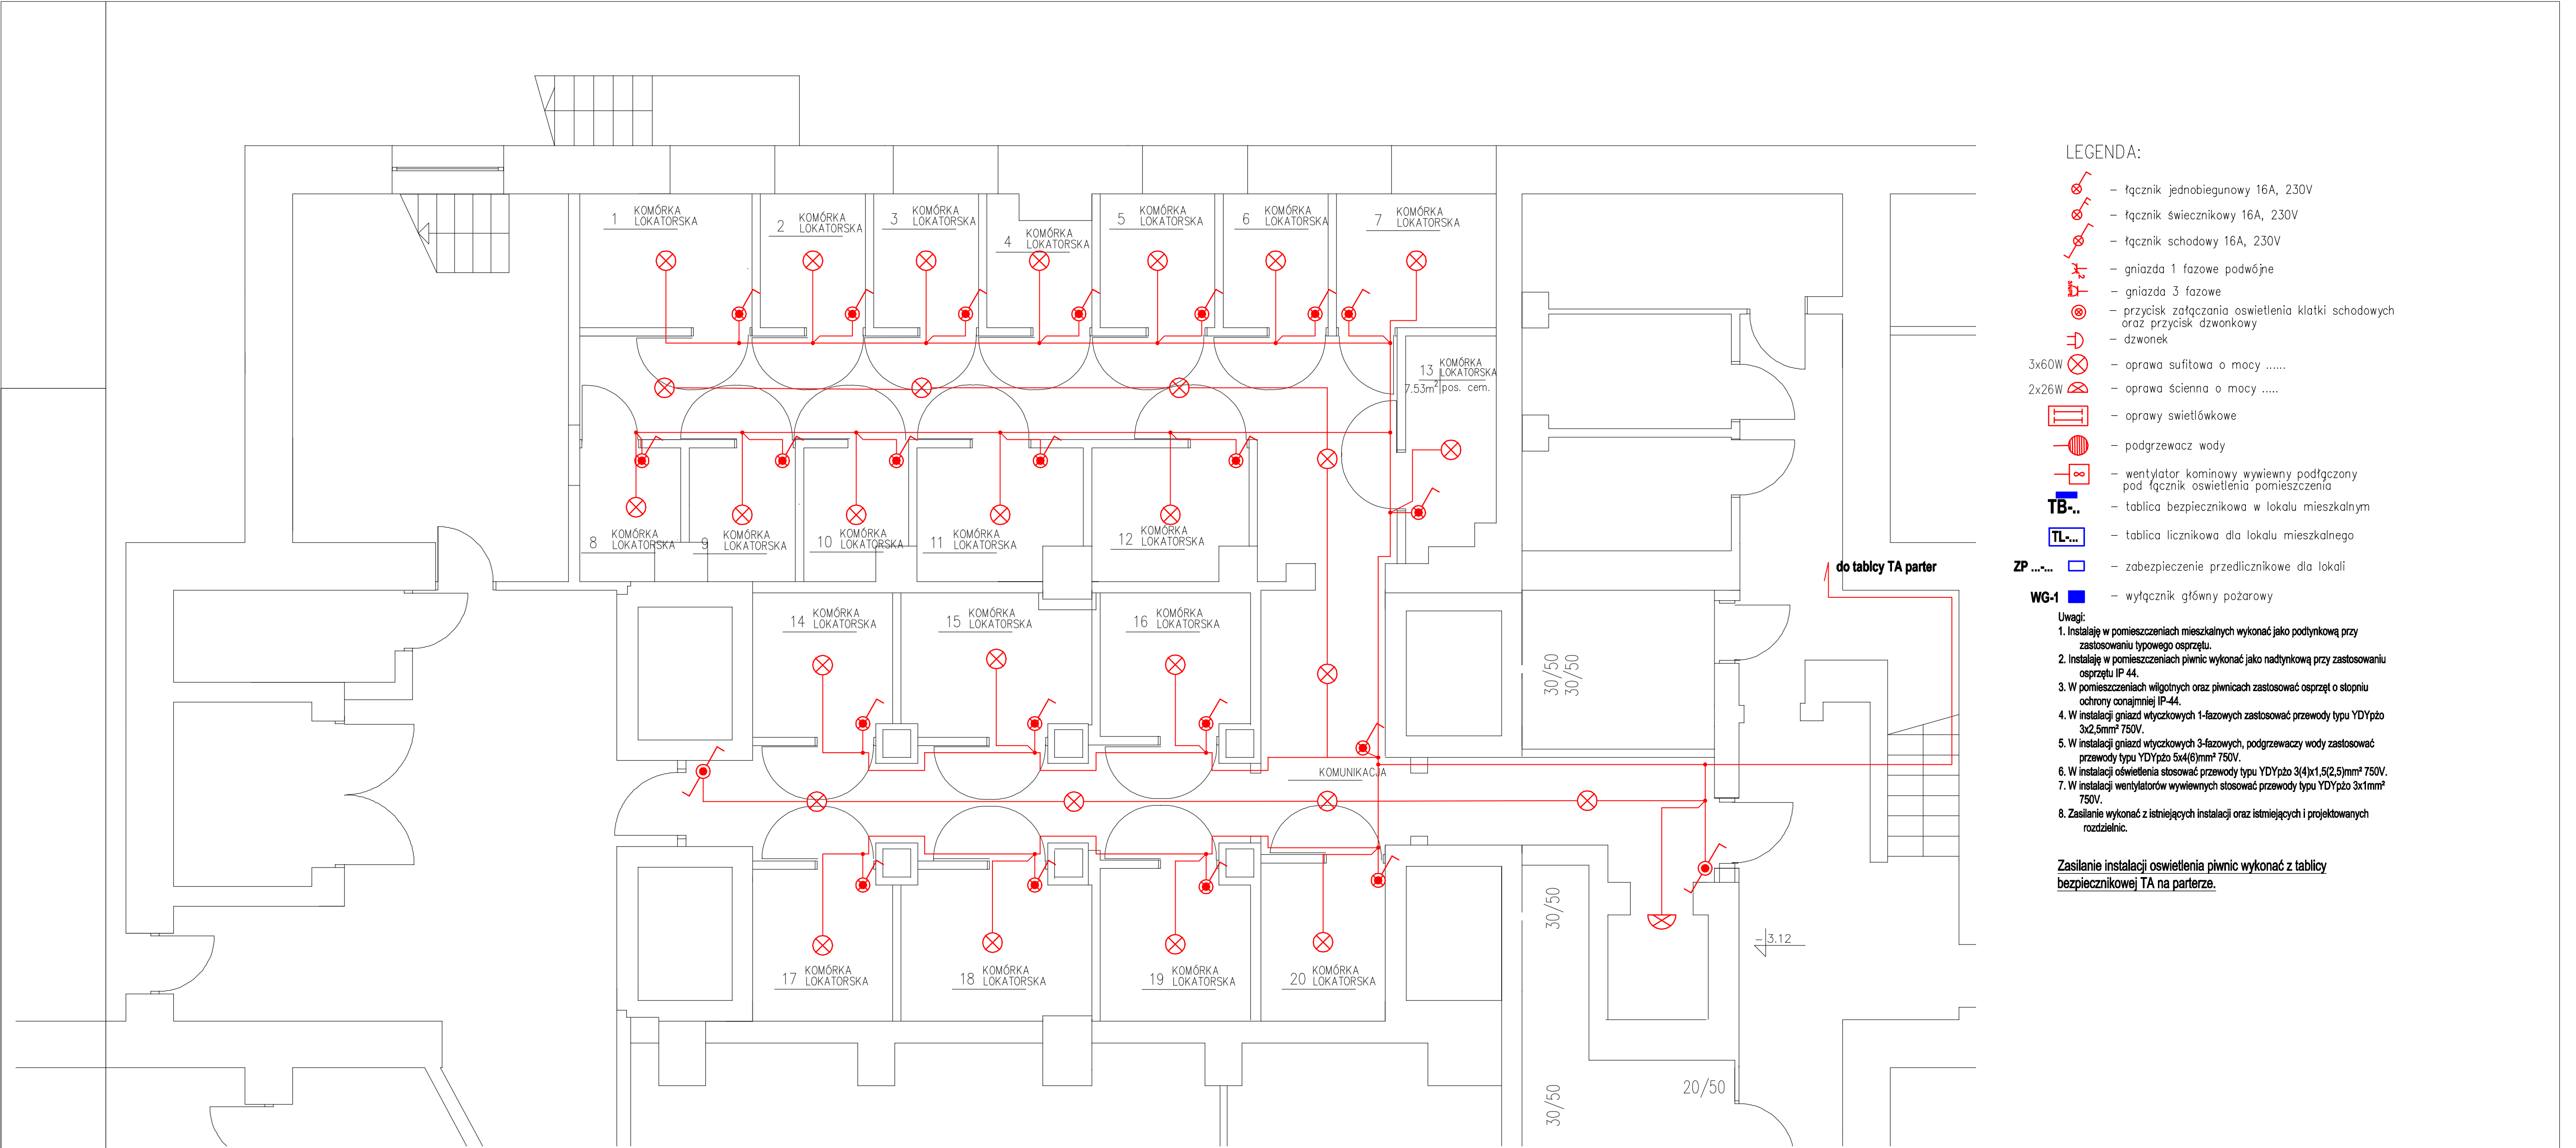 1 KOMÓRKA
LOKATORSKA
2 KOMÓRKA
LOKATORSKA
3 KOMÓRKA
LOKATORSKA
4 KOMÓRKA
LOKATORSKA
5 KOMÓRKA
LOKATORSKA
6 KOMÓRKA
LOKATORSKA
7 KOMÓRKA
LOKATORSKA
13 KOMÓRKA
LOKATORSKA
7.53m² pos. cem.
8 KOMÓRKA
LOKATORSKA
9 KOMÓRKA
LOKATORSKA
10 KOMÓRKA
LOKATORSKA
11 KOMÓRKA
LOKATORSKA
12 KOMÓRKA
LOKATORSKA
14 KOMÓRKA
LOKATORSKA
15 KOMÓRKA
LOKATORSKA
16 KOMÓRKA
LOKATORSKA
KOMUNIKACJA
17 KOMÓRKA
LOKATORSKA
18 KOMÓRKA
LOKATORSKA
19 KOMÓRKA
LOKATORSKA
20 KOMÓRKA
LOKATORSKA
30/50
30/50
30/50
30/50
20/50
-3.12
do tablcy TA parter
LEGENDA:
– łącznik jednobiegunowy 16A, 230V
– łącznik świecznikowy 16A, 230V
– łącznik schodowy 16A, 230V
2 – gniazda 1 fazowe podwójne
– gniazda 3 fazowe
– przycisk załączania oswietlenia klatki schodowych
oraz przycisk dzwonkowy
– dzwonek
3x60W – oprawa sufitowa o mocy ......
2x26W – oprawa ścienna o mocy .....
– oprawy swietlówkowe
– podgrzewacz wody
– wentylator kominowy wywiewny podłączony
pod łącznik oswietlenia pomieszczenia
TB-.. – tablica bezpiecznikowa w lokalu mieszkalnym
TL-... – tablica licznikowa dla lokalu mieszkalnego
ZP ...-... – zabezpieczenie przedlicznikowe dla lokali
WG-1 – wyłącznik główny pożarowy
Uwagi:
1. Instalaję w pomieszczeniach mieszkalnych wykonać jako podtynkową przy
zastosowaniu typowego osprzętu.
2. Instalaję w pomieszczeniach piwnic wykonać jako nadtynkową przy zastosowaniu
osprzętu IP 44.
3. W pomieszczeniach wilgotnych oraz piwnicach zastosować osprzęt o stopniu
ochrony conajmniej IP-44.
4. W instalacji gniazd wtyczkowych 1-fazowych zastosować przewody typu YDYpżo
3x2,5mm² 750V.
5. W instalacji gniazd wtyczkowych 3-fazowych, podgrzewaczy wody zastosować
przewody typu YDYpżo 5x4(6)mm² 750V.
6. W instalacji oświetlenia stosować przewody typu YDYpżo 3(4)x1,5(2,5)mm² 750V.
7. W instalacji wentylatorów wywiewnych stosować przewody typu YDYpżo 3x1mm²
750V.
8. Zasilanie wykonać z istniejących instalacji oraz istmiejących i projektowanych
rozdzielnic.
Zasilanie instalacji oswietlenia piwnic wykonać z tablicy
bezpiecznikowej TA na parterze.